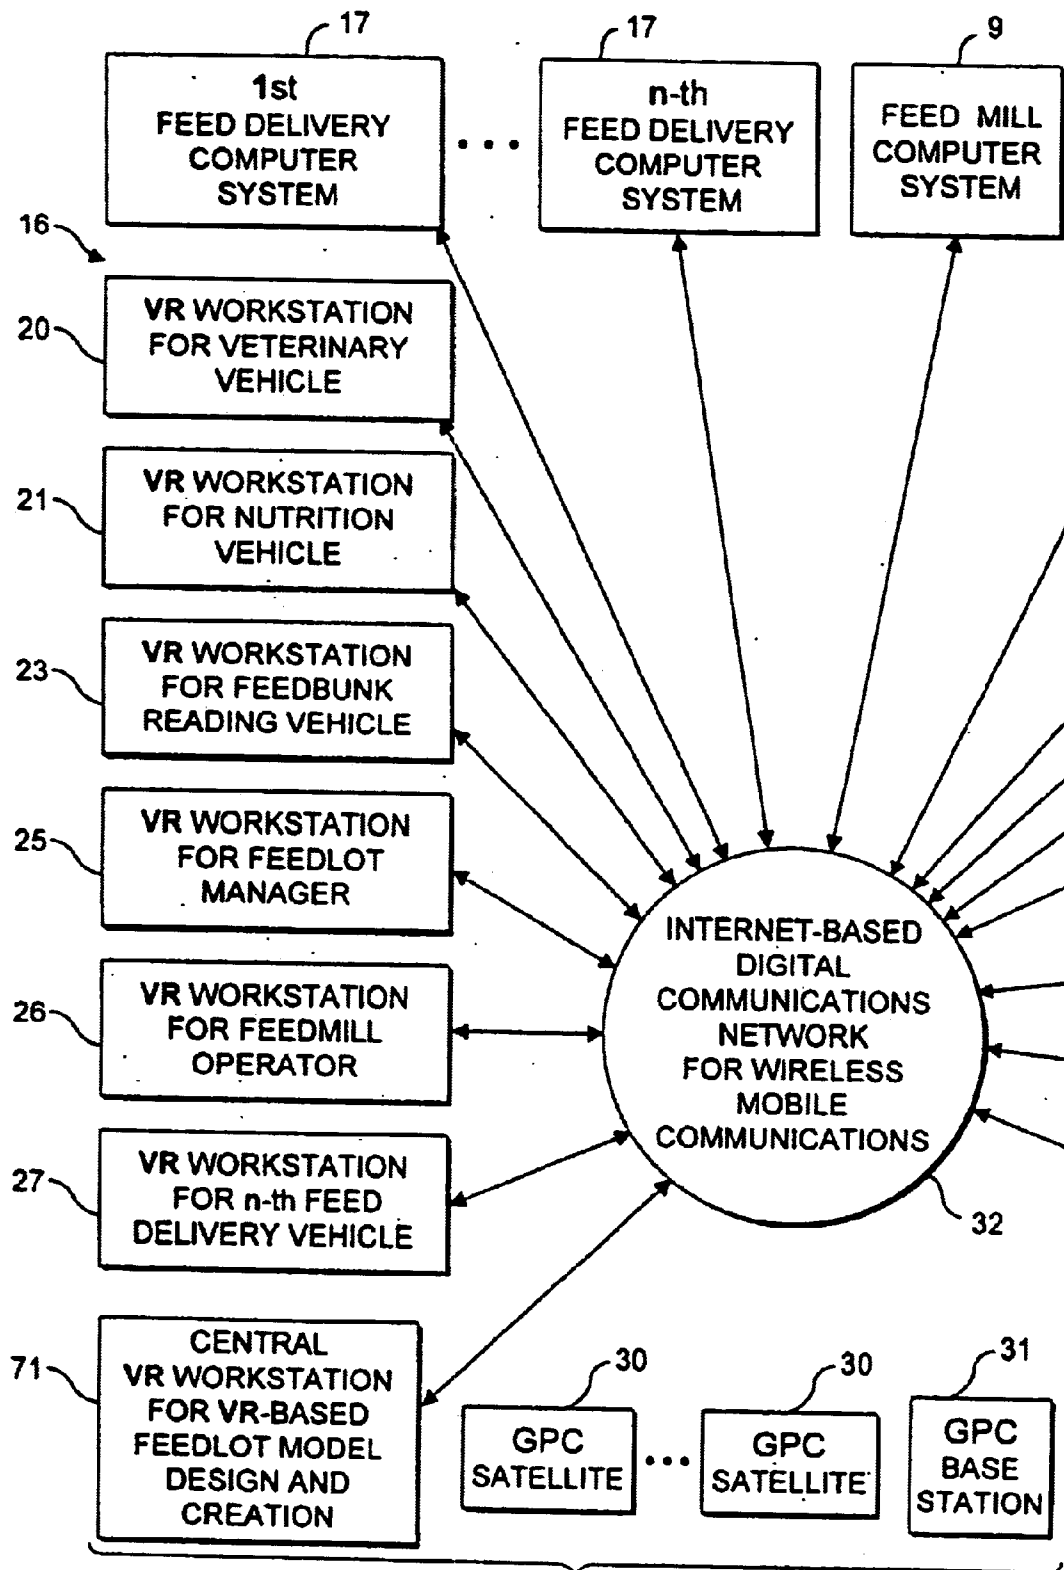 17
17
9
1st
FEED DELIVERY
COMPUTER
SYSTEM
• • •
n-th
FEED DELIVERY
COMPUTER
SYSTEM
FEED MILL
COMPUTER
SYSTEM
16
20
VR WORKSTATION
FOR VETERINARY
VEHICLE
21
VR WORKSTATION
FOR NUTRITION
VEHICLE
23
VR WORKSTATION
FOR FEEDBUNK
READING VEHICLE
25
VR WORKSTATION
FOR FEEDLOT
MANAGER
26
VR WORKSTATION
FOR FEEDMILL
OPERATOR
27
VR WORKSTATION
FOR n-th FEED
DELIVERY VEHICLE
INTERNET-BASED
DIGITAL
COMMUNICATIONS
NETWORK
FOR WIRELESS
MOBILE
COMMUNICATIONS
32
71
CENTRAL
VR WORKSTATION
FOR VR-BASED
FEEDLOT MODEL
DESIGN AND
CREATION
30
30
31
GPC
SATELLITE
• • •
GPC
SATELLITE
GPC
BASE
STATION